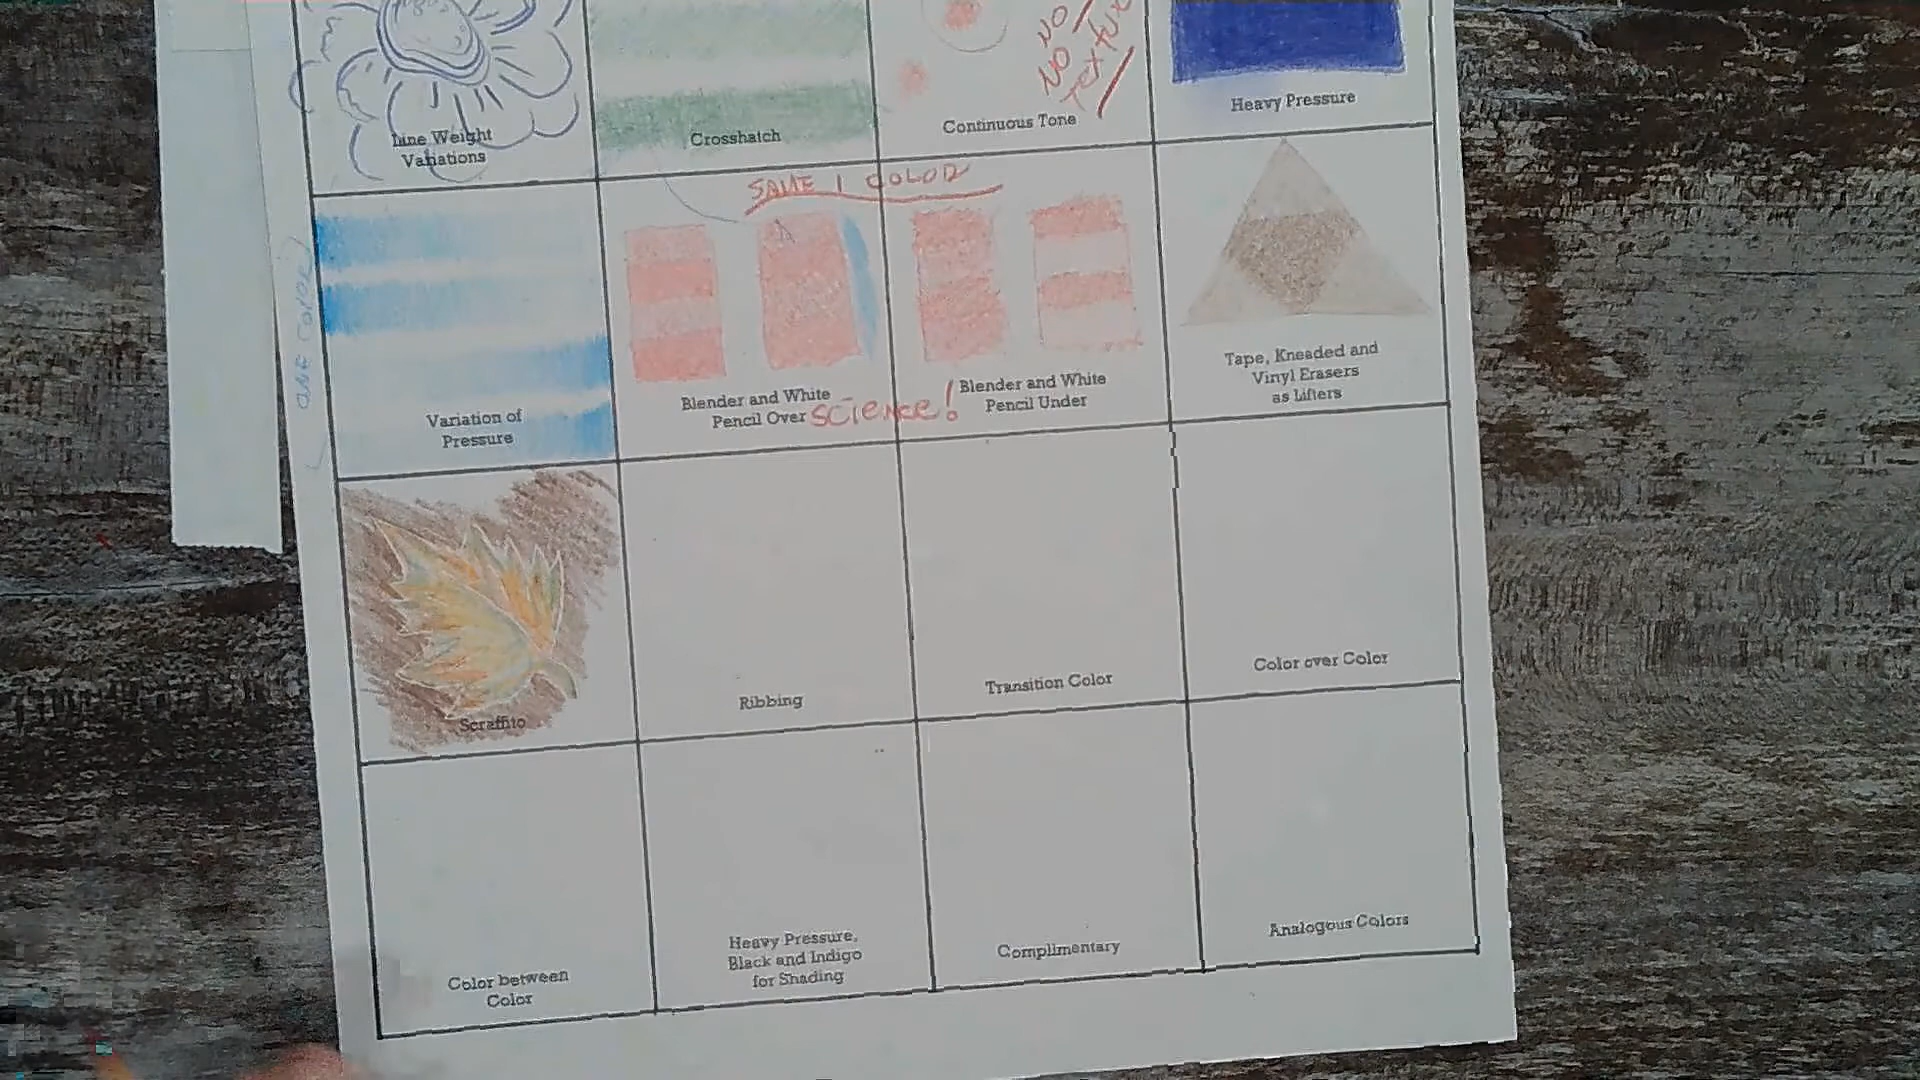 NO
NO
TEXTURE
Line Weight
Variations
Crosshatch
Continuous Tone
Heavy Pressure
SAME 1 COLOR
(ONE COLOR)
Variation of
Pressure
Blender and White
Pencil Over
science!
Blender and White
Pencil Under
Tape, Kneaded and
Vinyl Erasers
as Lifters
Scraffito
Ribbing
Transition Color
Color over Color
Color between
Color
Heavy Pressure,
Black and Indigo
for Shading
Complimentary
Analogous Colors